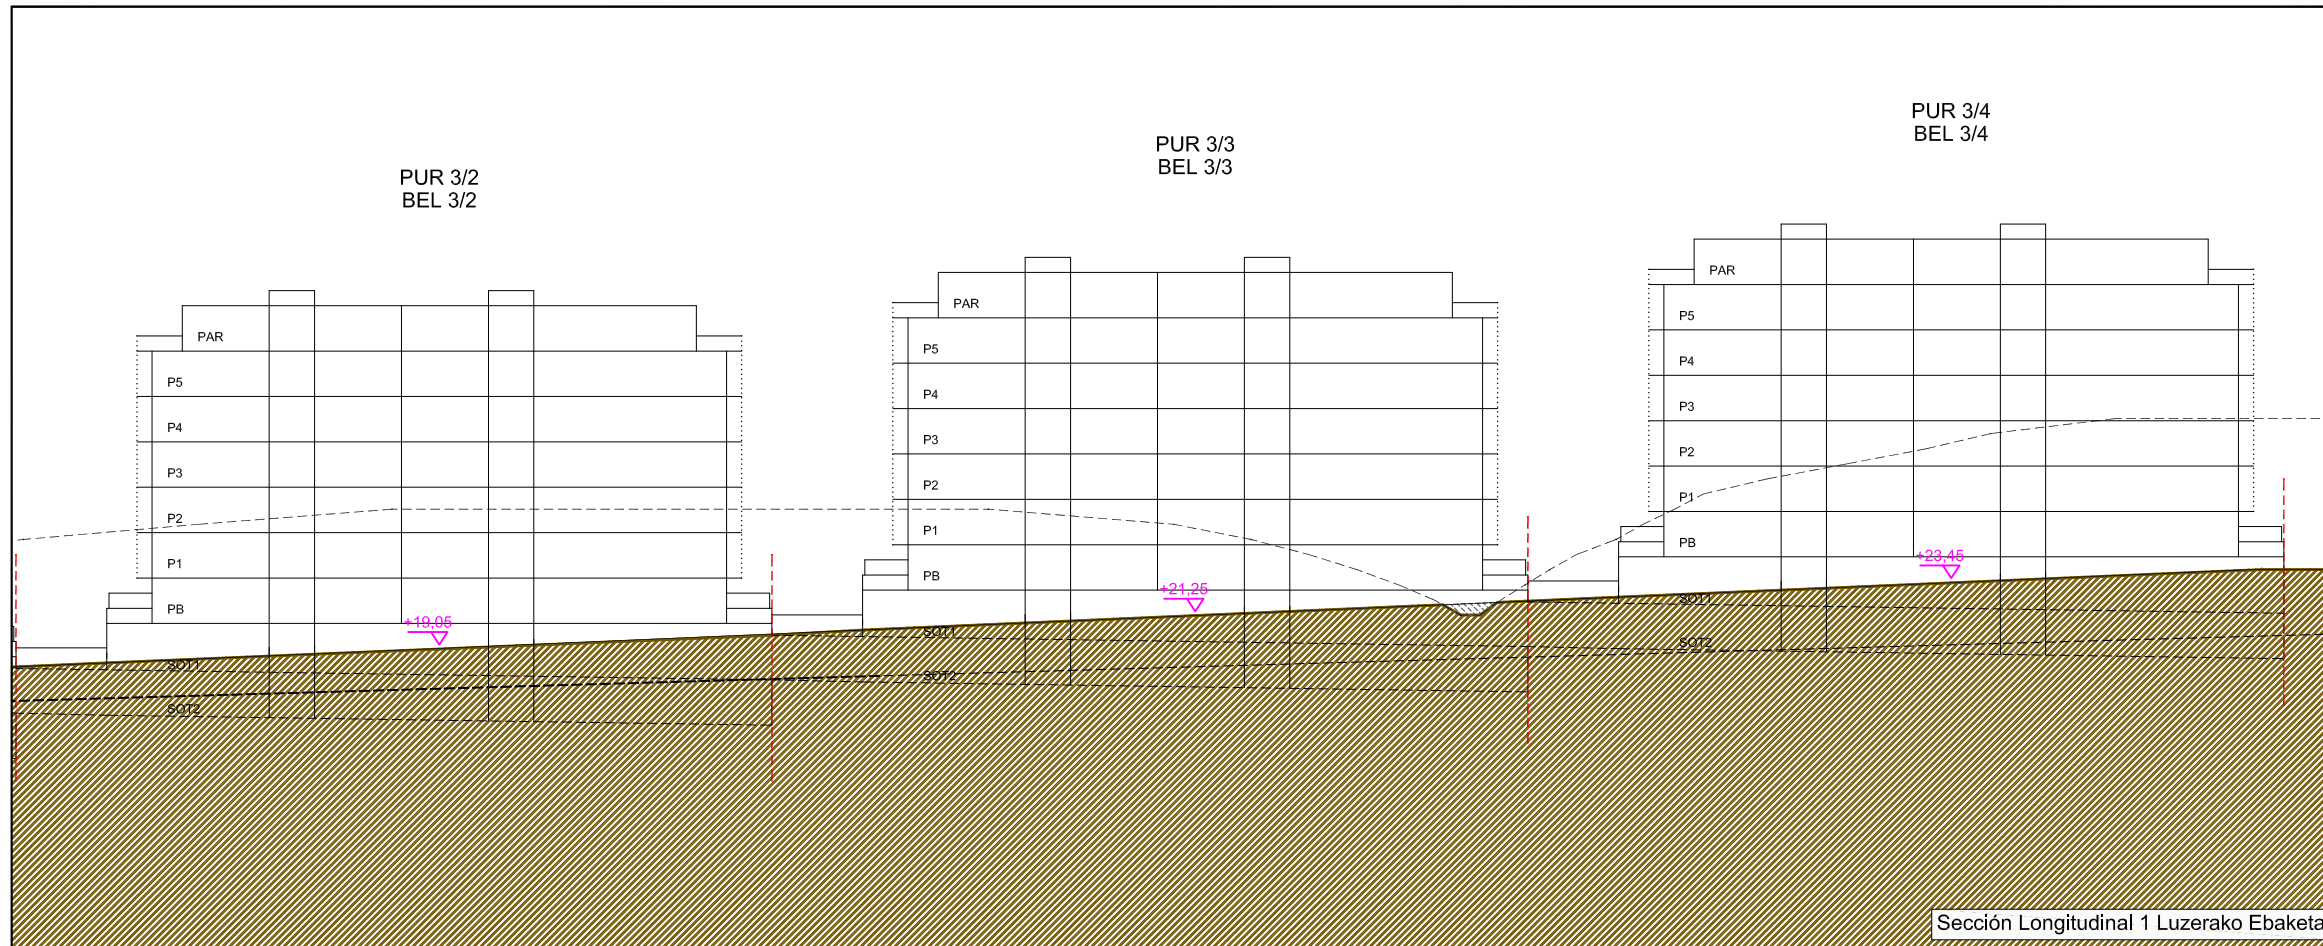 PUR 3/2
BEL 3/2
PAR
P5
P4
P3
P2
P1
PB
+19,05
SOT1
SOT2
PUR 3/3
BEL 3/3
PAR
P5
P4
P3
P2
P1
PB
+21,25
SOT1
SOT2
PUR 3/4
BEL 3/4
PAR
P5
P4
P3
P2
P1
PB
+23,45
SOT1
SOT2
Sección Longitudinal 1 Luzerako Ebaketa